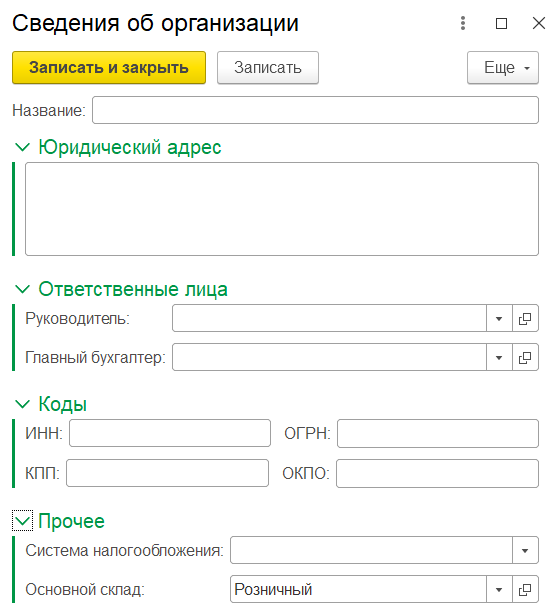 Сведения об организации
Записать и закрыть Записать Еще
Название:
Юридический адрес
Ответственные лица
Руководитель:
Главный бухгалтер:
Коды
ИНН: ОГРН:
КПП: ОКПО:
Прочее
Система налогообложения:
Основной склад: Розничный